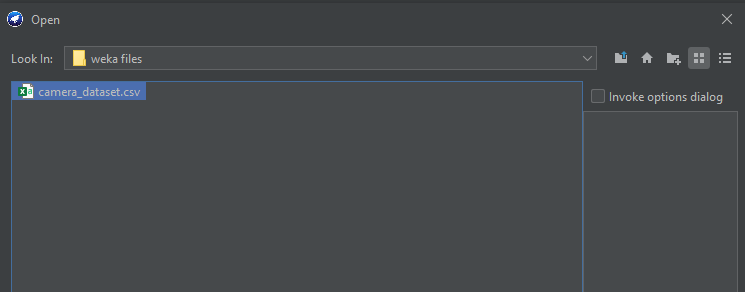 Open
Look In: weka files
camera_dataset.csv
Invoke options dialog